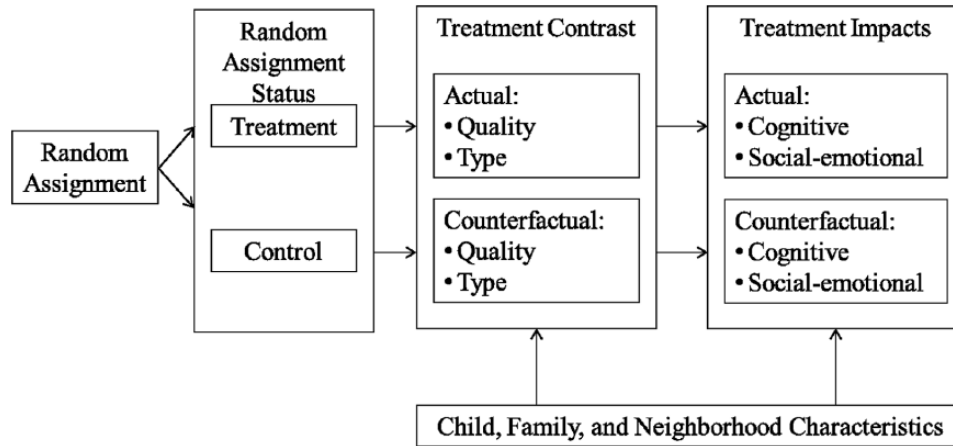 Random
Assignment
Random
Assignment
Status
Treatment
Control
Treatment Contrast
Actual:
• Quality
• Type
Counterfactual:
• Quality
• Type
Treatment Impacts
Actual:
• Cognitive
• Social-emotional
Counterfactual:
• Cognitive
• Social-emotional
Child, Family, and Neighborhood Characteristics